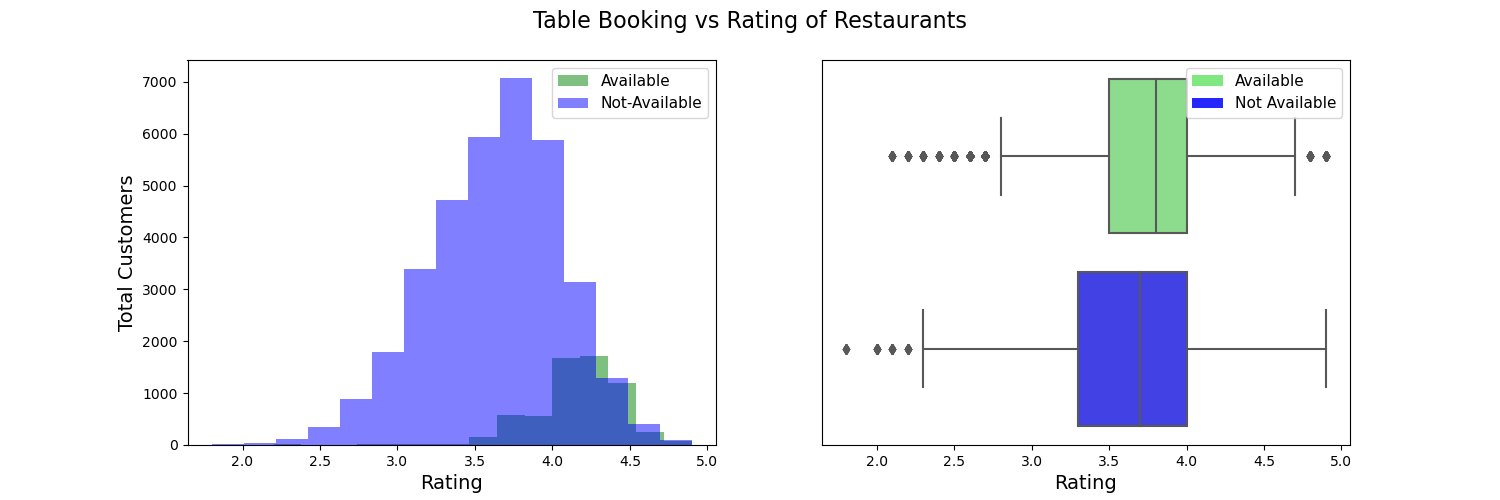 Table Booking vs Rating of Restaurants
Total Customers
7000
6000
5000
4000
3000
2000
1000
0
2.0 2.5 3.0 3.5 4.0 4.5 5.0
Rating
Available
Not-Available
2.0 2.5 3.0 3.5 4.0 4.5 5.0
Rating
Available
Not Available